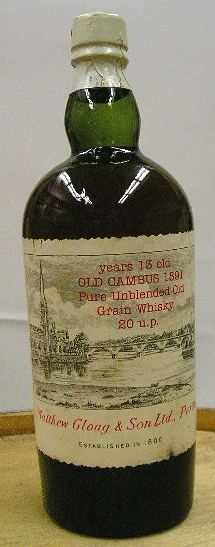 years 13 old
OLD CAMBUS 1891
Pure Unblended Old
Grain Whisky
20 u.p.
Matthew Gloag & Son Ltd., Perth
ESTABLISHED IN 1800